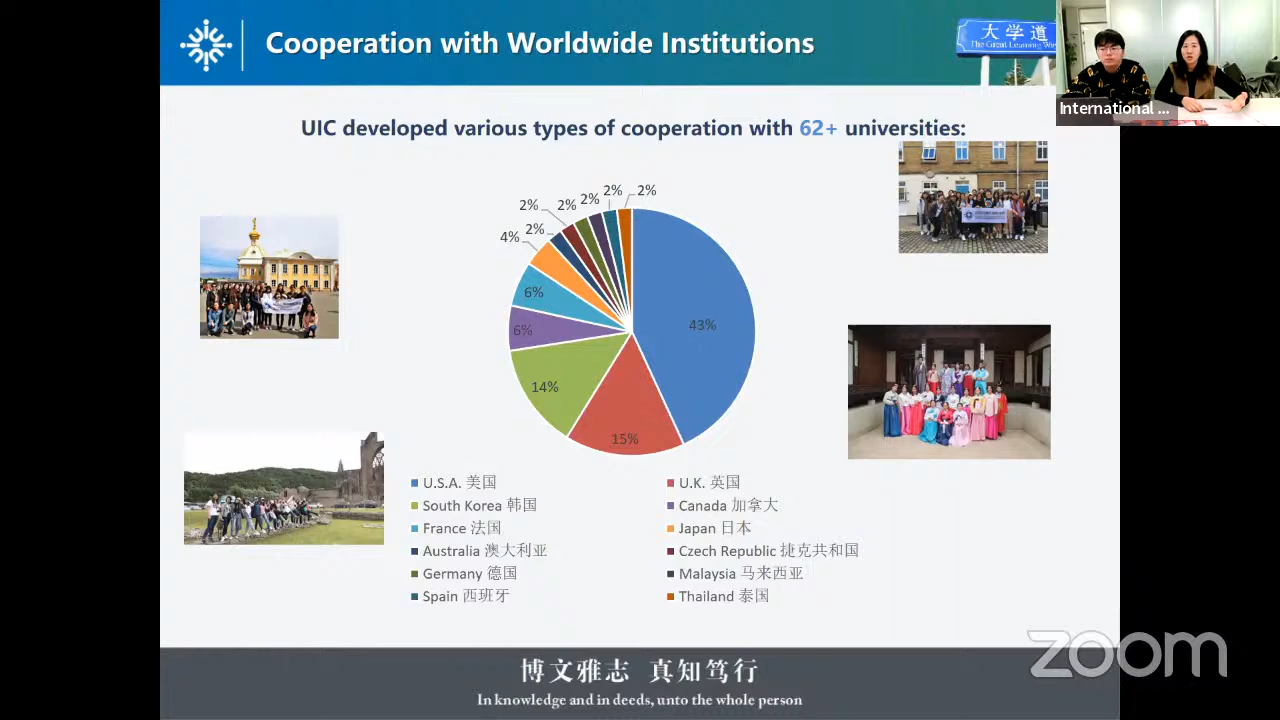 Cooperation with Worldwide Institutions
大学道
The Great Learning Way
International ...
UIC developed various types of cooperation with 62+ universities:
2%
2%
2%
2%
2%
2%
4%
6%
6%
14%
15%
43%
U.S.A. 美国
U.K. 英国
South Korea 韩国
Canada 加拿大
France 法国
Japan 日本
Australia 澳大利亚
Czech Republic 捷克共和国
Germany 德国
Malaysia 马来西亚
Spain 西班牙
Thailand 泰国
zoom
博文雅志 真知笃行
In knowledge and in deeds, unto the whole person